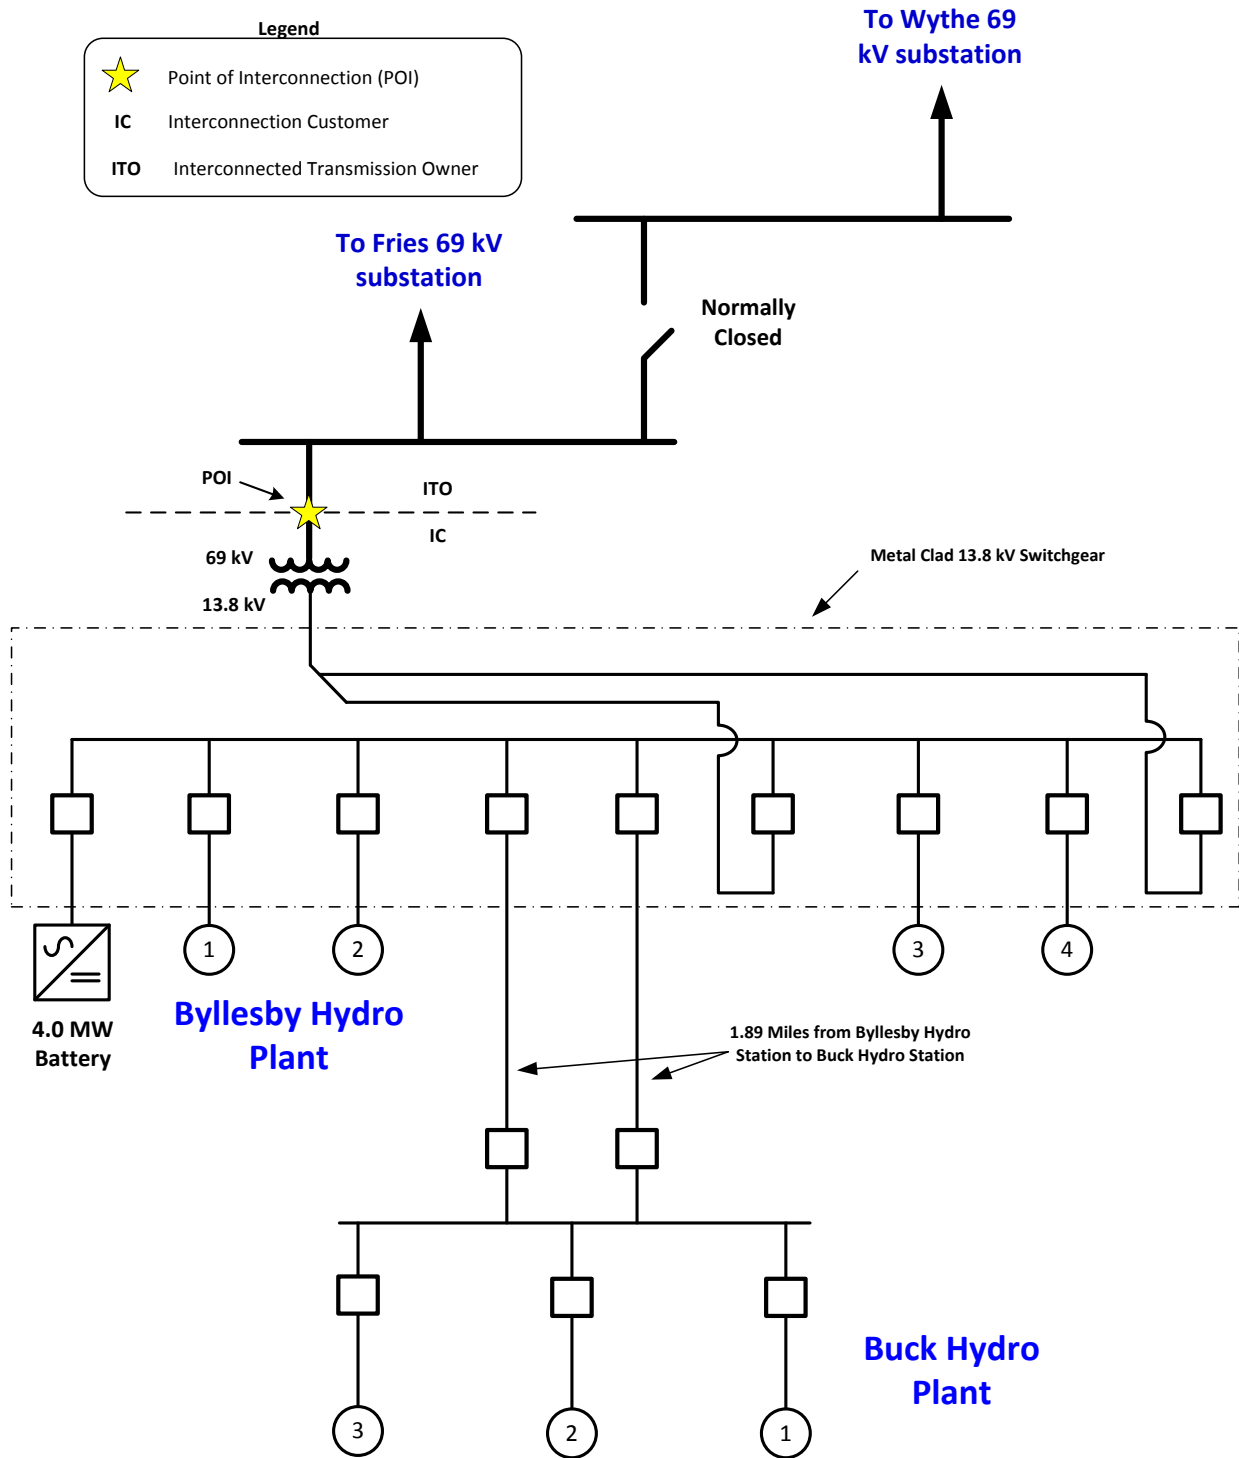 Legend
Point of Interconnection (POI)
IC Interconnection Customer
ITO Interconnected Transmission Owner
To Wythe 69
kV substation
To Fries 69 kV
substation
Normally
Closed
POI
ITO
IC
69 kV
13.8 kV
Metal Clad 13.8 kV Switchgear
1
2
3
4
4.0 MW
Battery
Byllesby Hydro
Plant
1.89 Miles from Byllesby Hydro
Station to Buck Hydro Station
Buck Hydro
Plant
3
2
1